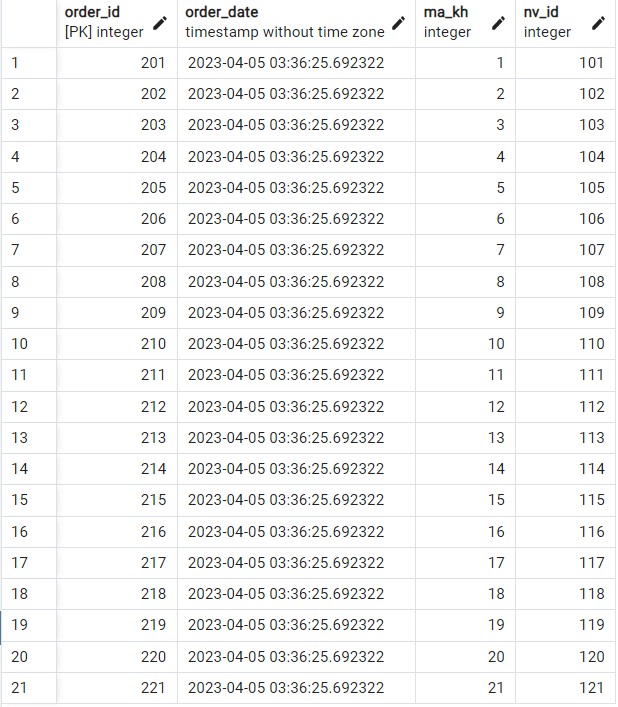 order_id order_date ma_kh nv_id
[PK] integer timestamp without time zone integer integer
1 201 2023-04-05 03:36:25.692322 1 101
2 202 2023-04-05 03:36:25.692322 2 102
3 203 2023-04-05 03:36:25.692322 3 103
4 204 2023-04-05 03:36:25.692322 4 104
5 205 2023-04-05 03:36:25.692322 5 105
6 206 2023-04-05 03:36:25.692322 6 106
7 207 2023-04-05 03:36:25.692322 7 107
8 208 2023-04-05 03:36:25.692322 8 108
9 209 2023-04-05 03:36:25.692322 9 109
10 210 2023-04-05 03:36:25.692322 10 110
11 211 2023-04-05 03:36:25.692322 11 111
12 212 2023-04-05 03:36:25.692322 12 112
13 213 2023-04-05 03:36:25.692322 13 113
14 214 2023-04-05 03:36:25.692322 14 114
15 215 2023-04-05 03:36:25.692322 15 115
16 216 2023-04-05 03:36:25.692322 16 116
17 217 2023-04-05 03:36:25.692322 17 117
18 218 2023-04-05 03:36:25.692322 18 118
19 219 2023-04-05 03:36:25.692322 19 119
20 220 2023-04-05 03:36:25.692322 20 120
21 221 2023-04-05 03:36:25.692322 21 121